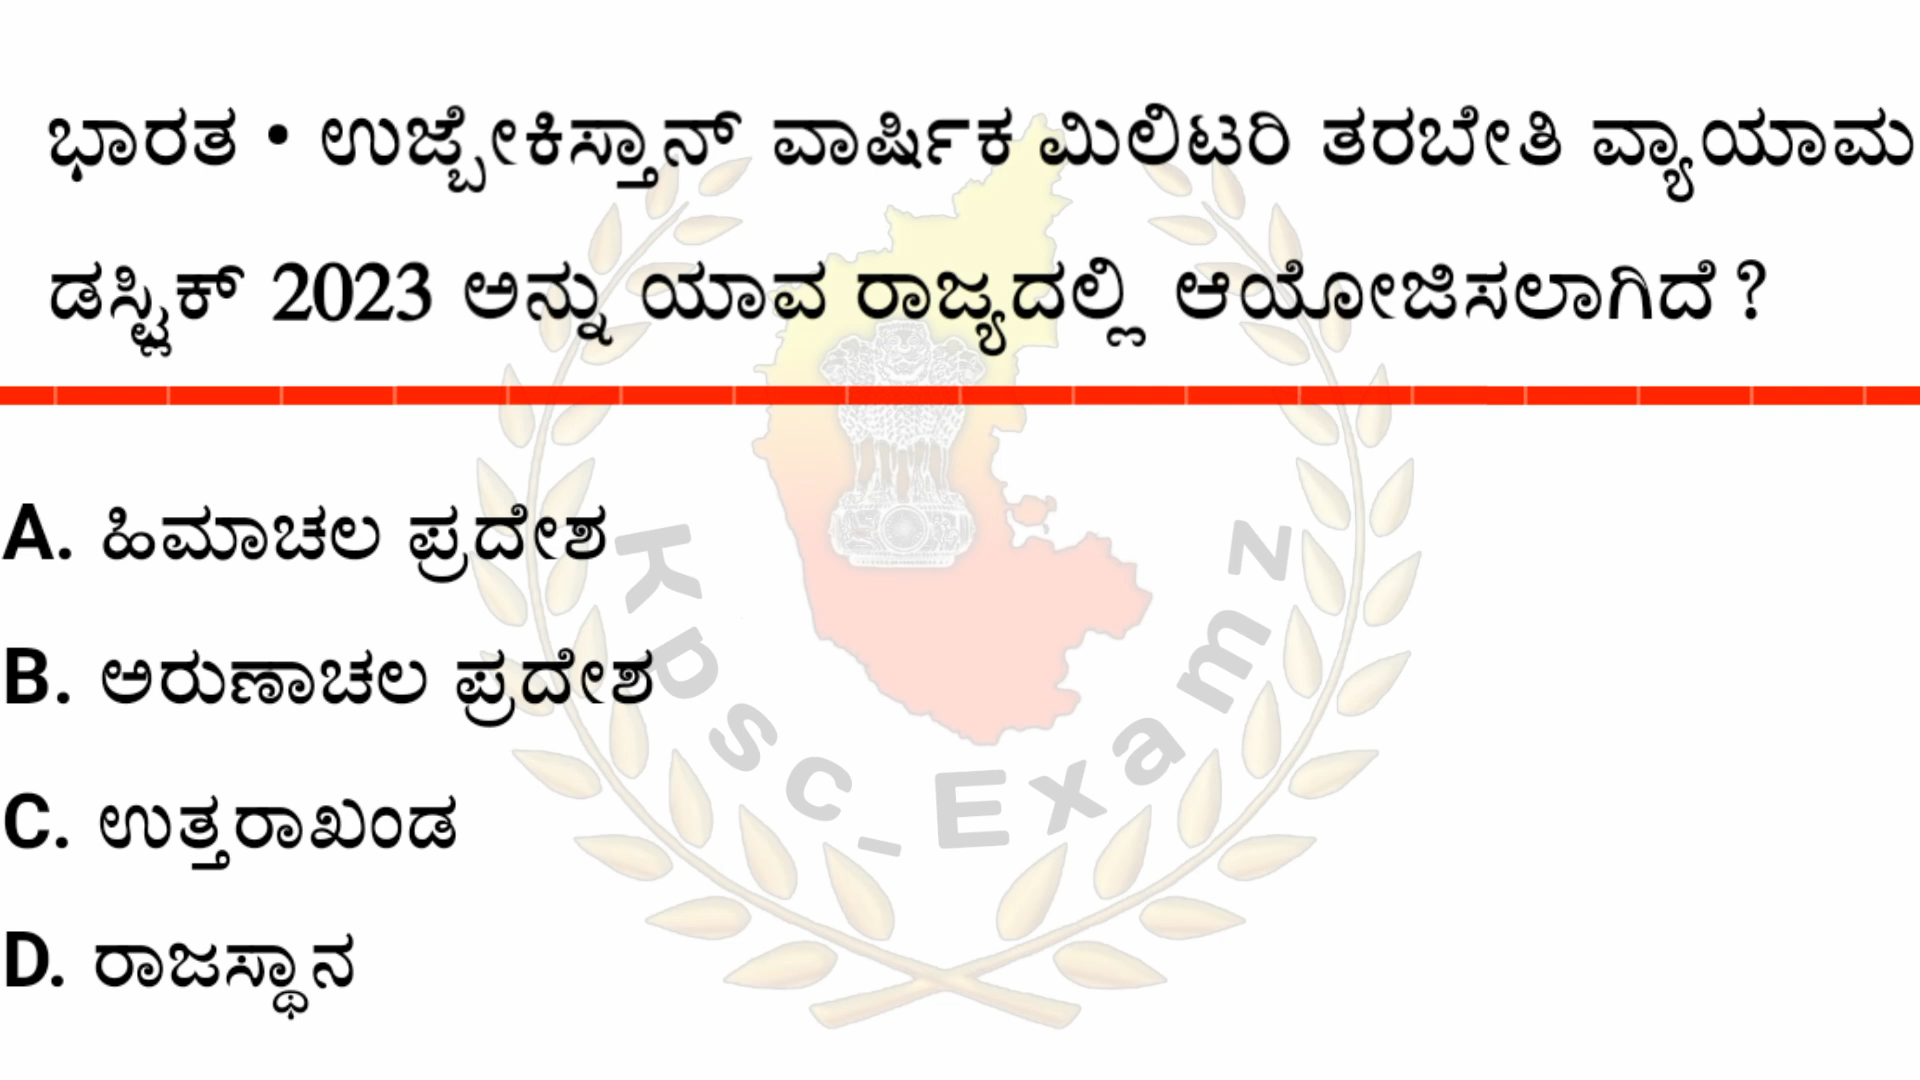 ಭಾರತ • ಉಜ್ಬೇಕಿಸ್ತಾನ್ ವಾರ್ಷಿಕ ಮಿಲಿಟರಿ ತರಬೇತಿ ವ್ಯಾಯಾಮ
ಡಸ್ಟ್ಲಿಕ್ 2023 ಅನ್ನು ಯಾವ ರಾಜ್ಯದಲ್ಲಿ ಆಯೋಜಿಸಲಾಗಿದೆ ?
A. ಹಿಮಾಚಲ ಪ್ರದೇಶ
B. ಅರುಣಾಚಲ ಪ್ರದೇಶ
C. ಉತ್ತರಾಖಂಡ
D. ರಾಜಸ್ಥಾನ
Kpsc_Examz